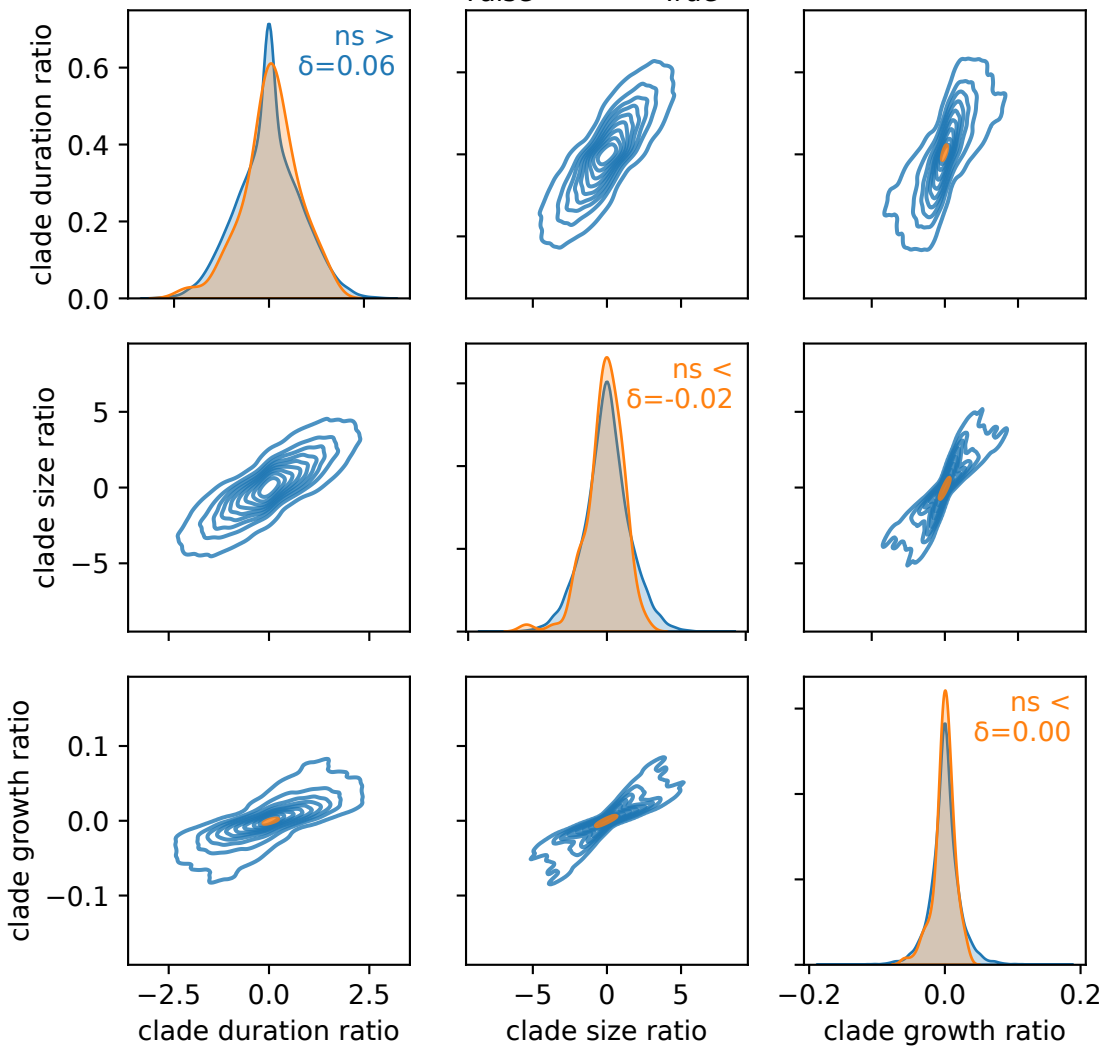 clade duration ratio
0.6
0.4
0.2
0.0
ns >
δ=0.06
clade size ratio
5
0
−5
ns <
δ=-0.02
clade growth ratio
0.1
0.0
−0.1
ns <
δ=0.00
−2.5
0.0
2.5
clade duration ratio
−5
0
5
clade size ratio
−0.2
0.0
0.2
clade growth ratio